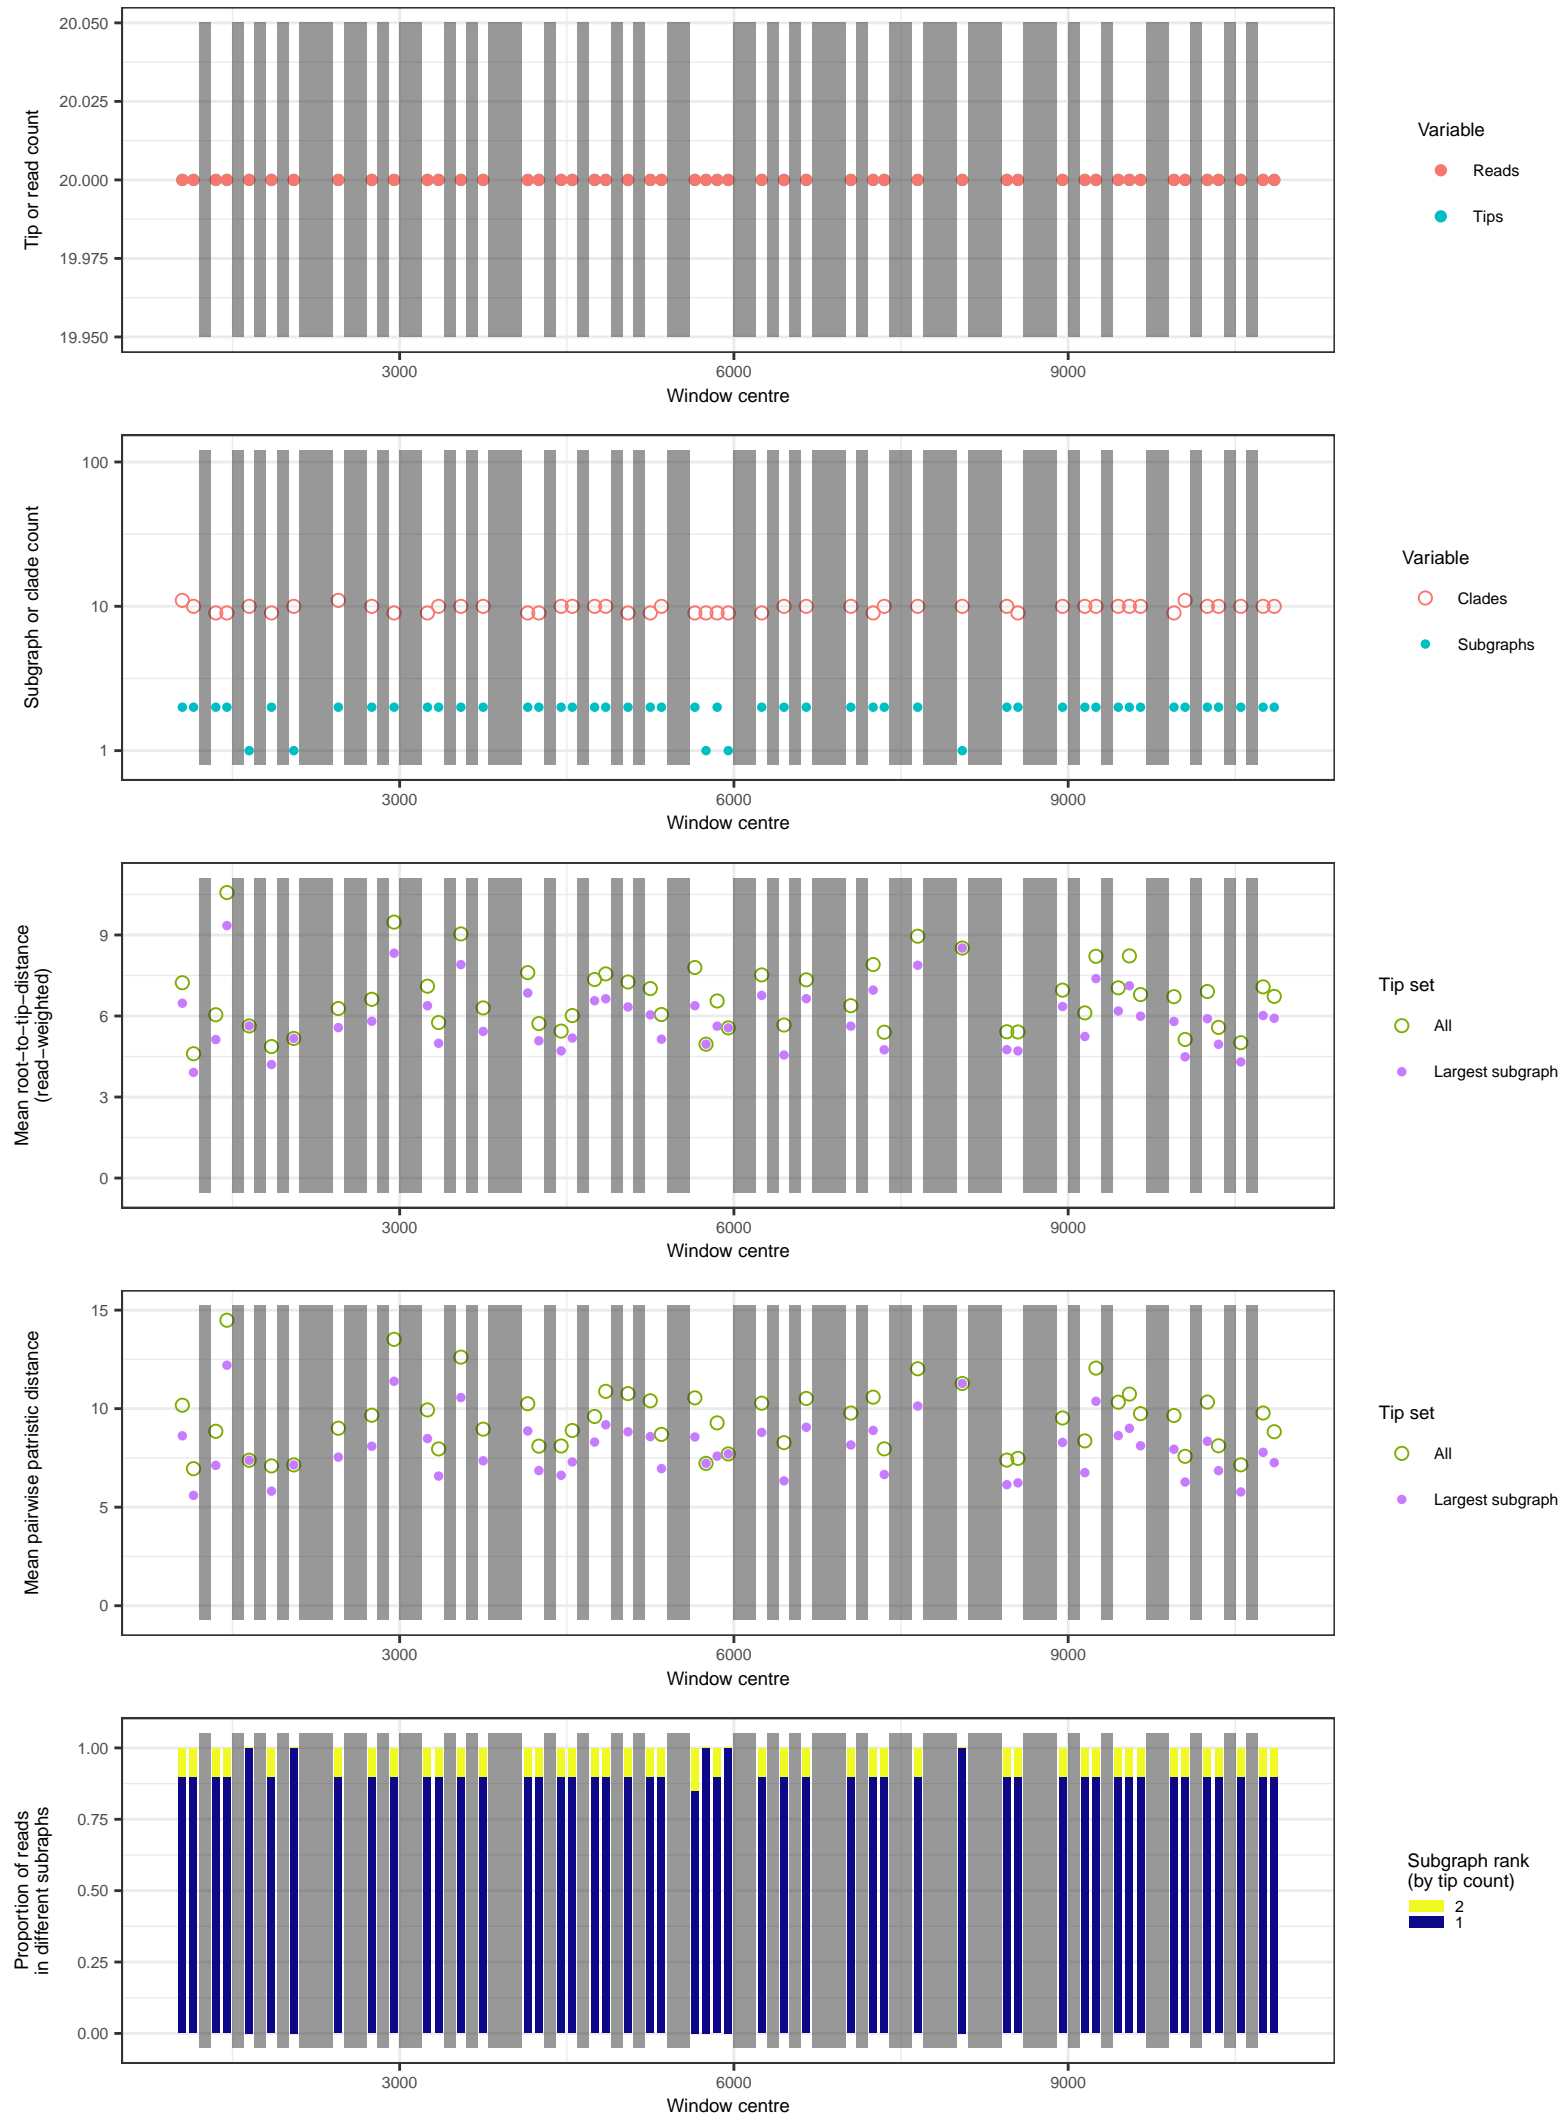 20.050
20.025
20.000
19.975
19.950
Tip or read count
3000
6000
9000
Window centre
Variable
Reads
Tips
100
10
1
Subgraph or clade count
3000
6000
9000
Window centre
Variable
Clades
Subgraphs
9
6
3
0
Mean root−to−tip−distance
(read−weighted)
3000
6000
9000
Window centre
Tip set
All
Largest subgraph
15
10
5
0
Mean pairwise patristic distance
3000
6000
9000
Window centre
Tip set
All
Largest subgraph
1.00
0.75
0.50
0.25
0.00
Proportion of reads
in different subraphs
3000
6000
9000
Window centre
Subgraph rank
(by tip count)
2
1